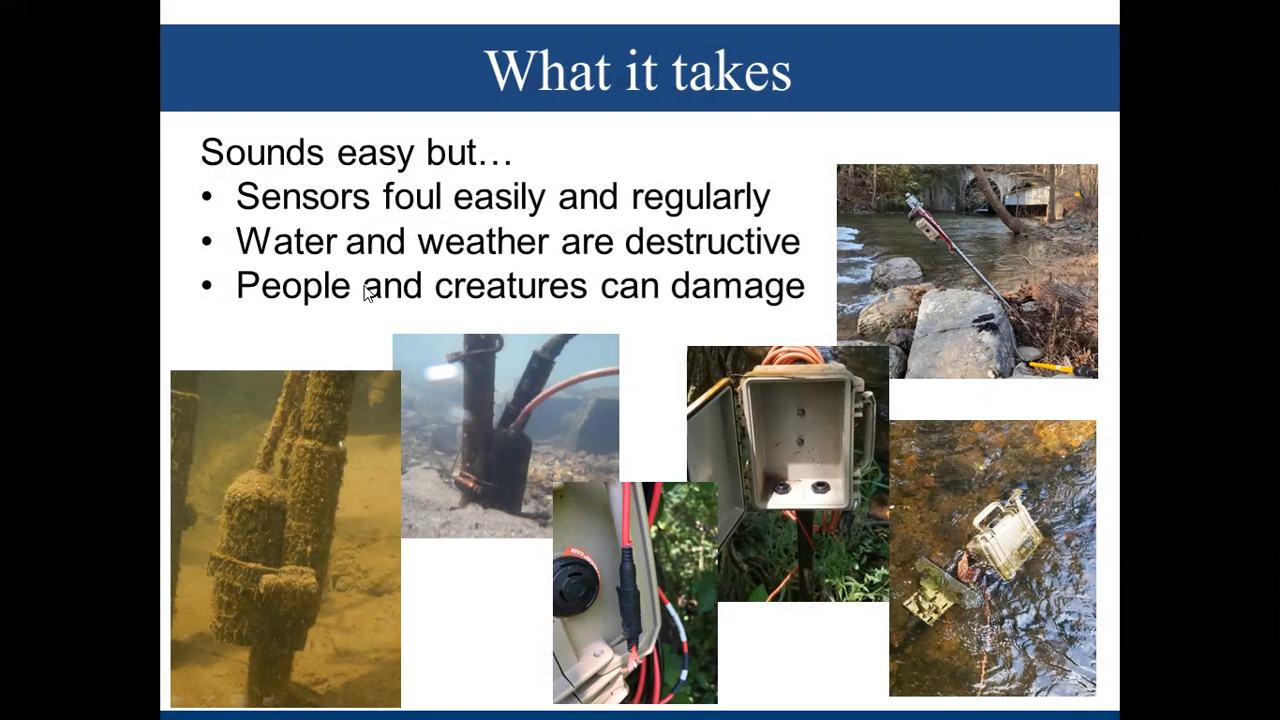 What it takes
Sounds easy but…
• Sensors foul easily and regularly
• Water and weather are destructive
• People and creatures can damage